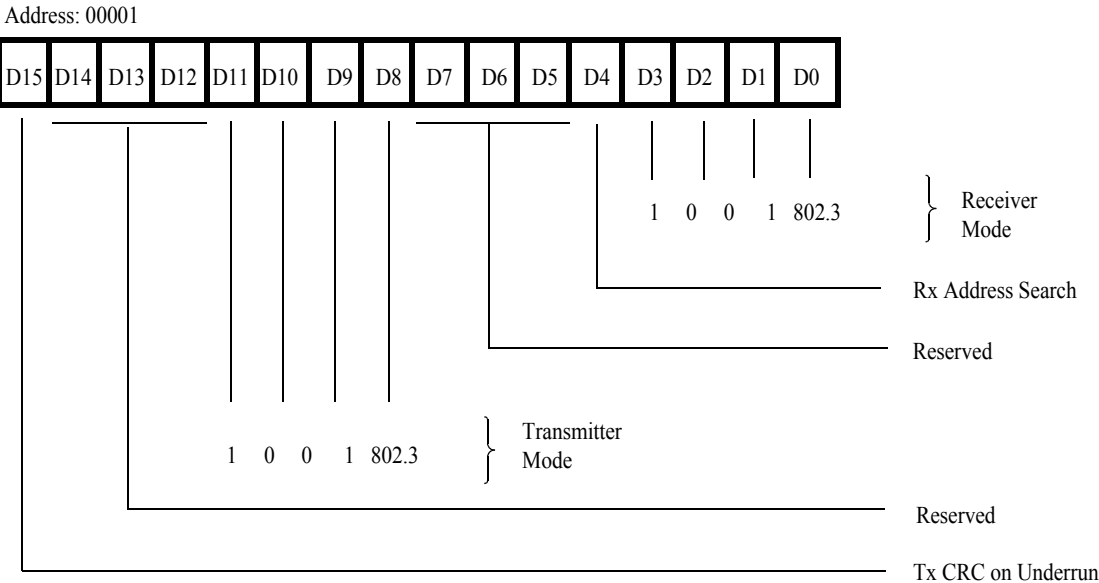 Address: 00001
D15 D14 D13 D12 D11 D10 D9 D8 D7 D6 D5 D4 D3 D2 D1 D0
1 0 0 1 802.3
Receiver
Mode
Rx Address Search
Reserved
1 0 0 1 802.3
Transmitter
Mode
Reserved
Tx CRC on Underrun